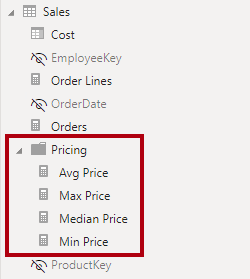 Sales
Cost
EmployeeKey
Order Lines
OrderDate
Orders
Pricing
Avg Price
Max Price
Median Price
Min Price
ProductKey